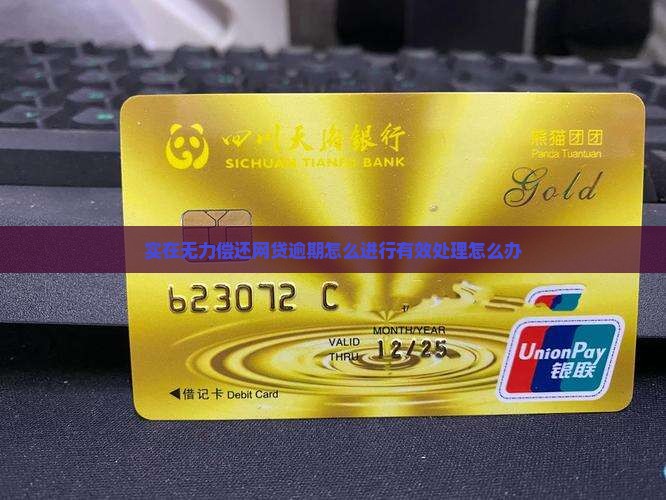 四川天府银行
SICHUAN TIANFU BANK
熊猫团团
Panda Tuantuan
Gold
实在无力偿还网贷逾期怎么进行有效处理怎么办
623072 C
MONTH/YEAR
VALID
THRU
12/25
UnionPay
银联
借记卡 Debit Card